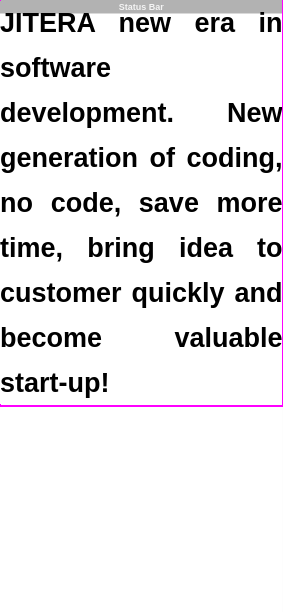 Status Bar
JITERA new era in
software
development. New
generation of coding,
no code, save more
time, bring idea to
customer quickly and
become valuable
start-up!